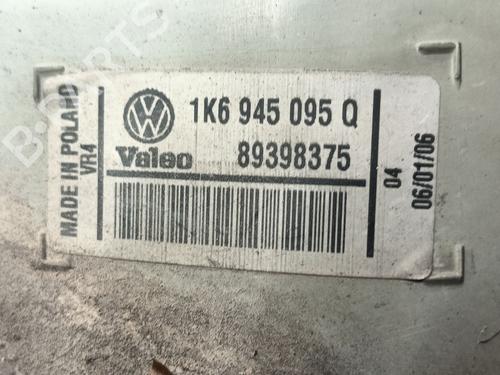 MADE IN POLAND
VR4
1K6 945 095 Q
Valeo
89398375
04
06/01/06
B-PARTS